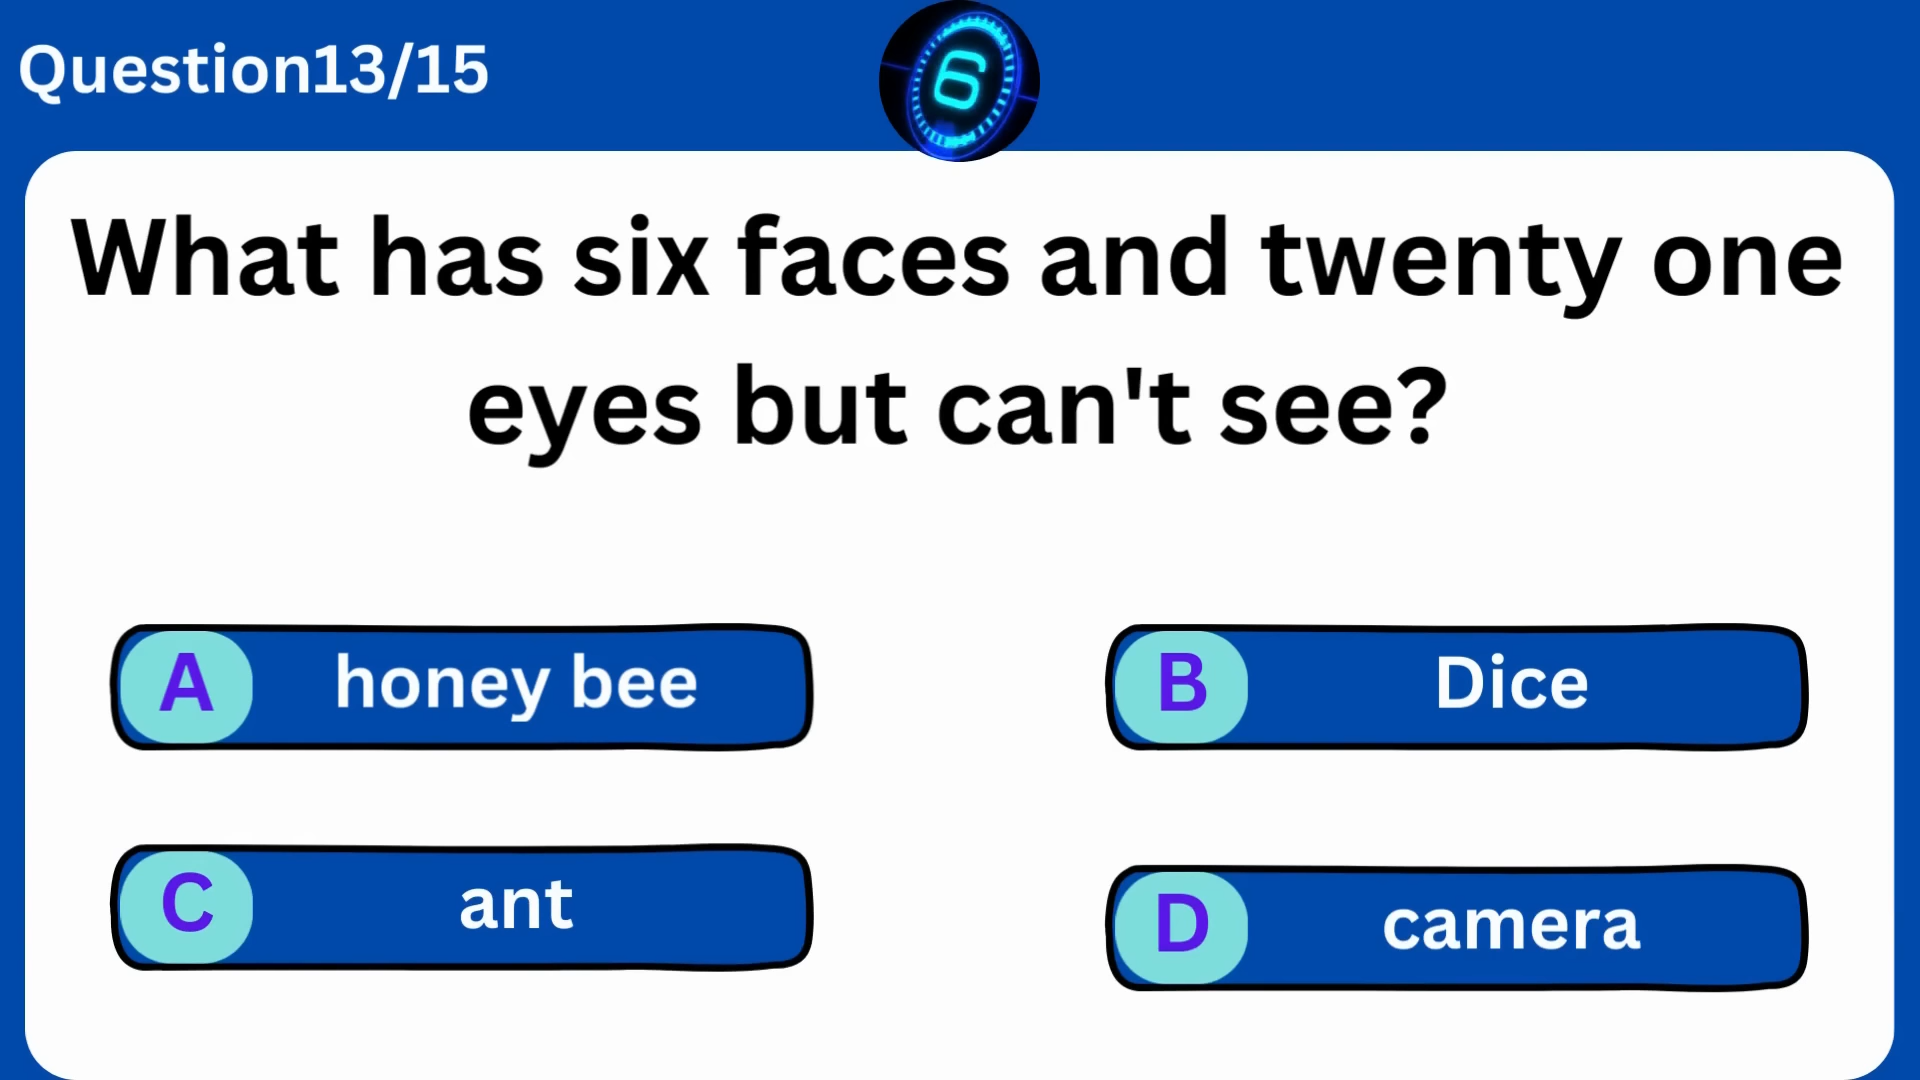 Question13/15
6
What has six faces and twenty one
eyes but can't see?
A honey bee
B Dice
C ant
D camera